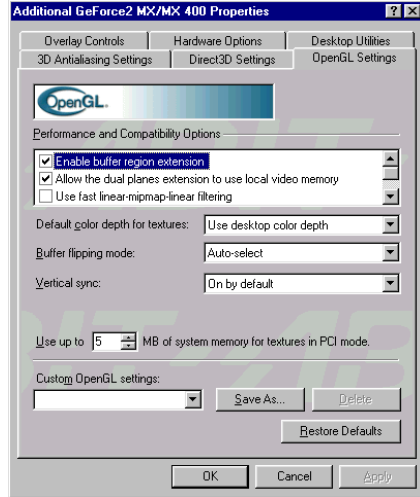 Additional GeForce2 MX/MX 400 Properties
Overlay Controls
Hardware Options
Desktop Utilities
3D Antialiasing Settings
Direct3D Settings
OpenGL Settings
OpenGL.
Performance and Compatibility Options
Enable buffer region extension
Allow the dual planes extension to use local video memory
Use fast linear-mipmap-linear filtering
Default color depth for textures: Use desktop color depth
Buffer flipping mode: Auto-select
Vertical sync: On by default
Use up to 5 MB of system memory for textures in PCI mode.
Custom OpenGL settings:
Save As... Delete
Restore Defaults
OK Cancel Apply